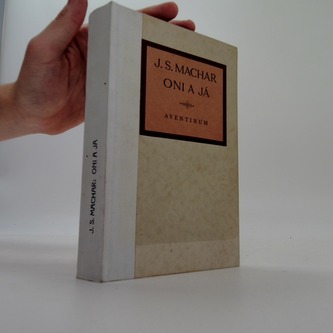 J. S. MACHAR
ONI A JÁ
AVENTINUM
J. S. MACHAR: ONI A JÁ